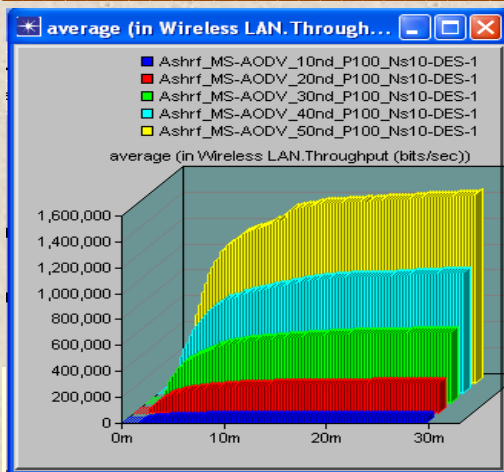 average (in Wireless LAN.Through...
Ashrf_MS-AODV_10nd_P100_Ns10-DES-1
Ashrf_MS-AODV_20nd_P100_Ns10-DES-1
Ashrf_MS-AODV_30nd_P100_Ns10-DES-1
Ashrf_MS-AODV_40nd_P100_Ns10-DES-1
Ashrf_MS-AODV_50nd_P100_Ns10-DES-1
average (in Wireless LAN.Throughput (bits/sec))
1,600,000
1,400,000
1,200,000
1,000,000
800,000
600,000
400,000
200,000
0
0m 10m 20m 30m